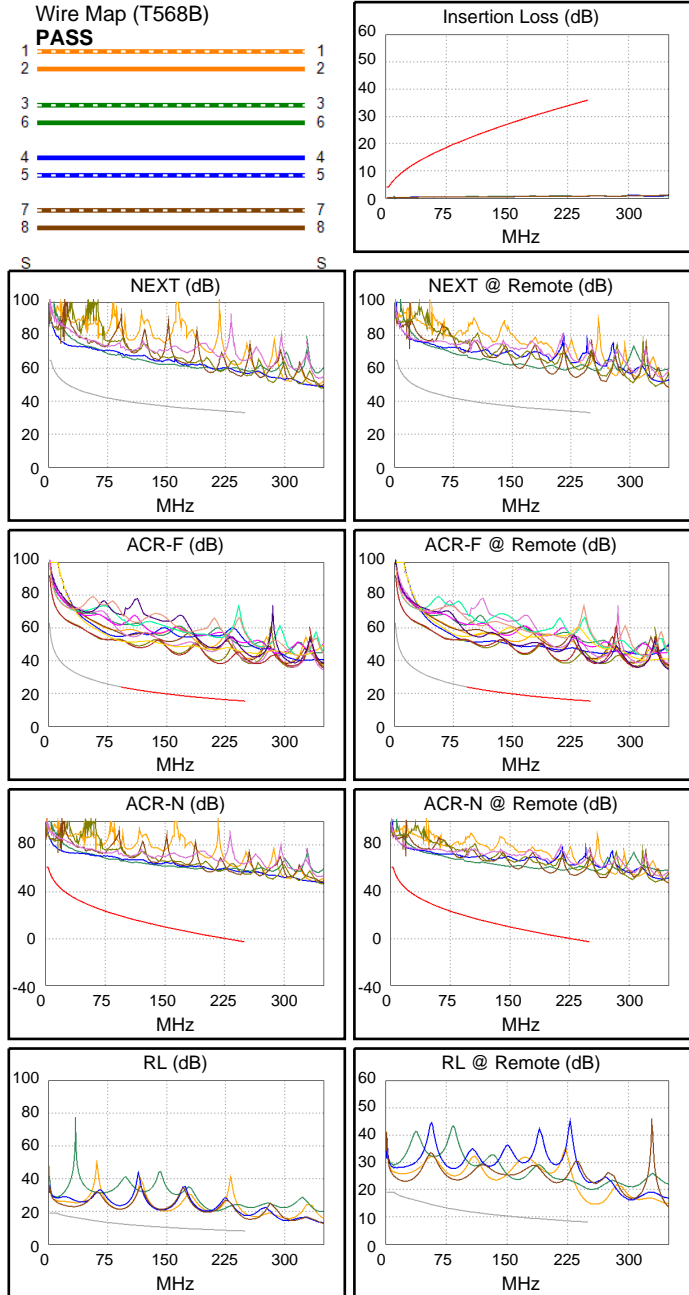 Wire Map (T568B)
PASS
1 1
2 2
3 3
6 6
4 4
5 5
7 7
8 8
S S
Insertion Loss (dB)
60
50
40
30
20
10
0
0 75 150 225 300
MHz
NEXT (dB)
100
80
60
40
20
0
0 75 150 225 300
MHz
NEXT @ Remote (dB)
100
80
60
40
20
0
0 75 150 225 300
MHz
ACR-F (dB)
100
80
60
40
20
0
0 75 150 225 300
MHz
ACR-F @ Remote (dB)
100
80
60
40
20
0
0 75 150 225 300
MHz
ACR-N (dB)
80
40
0
-40
0 75 150 225 300
MHz
ACR-N @ Remote (dB)
80
40
0
-40
0 75 150 225 300
MHz
RL (dB)
100
80
60
40
20
0
0 75 150 225 300
MHz
RL @ Remote (dB)
60
50
40
30
20
10
0
0 75 150 225 300
MHz